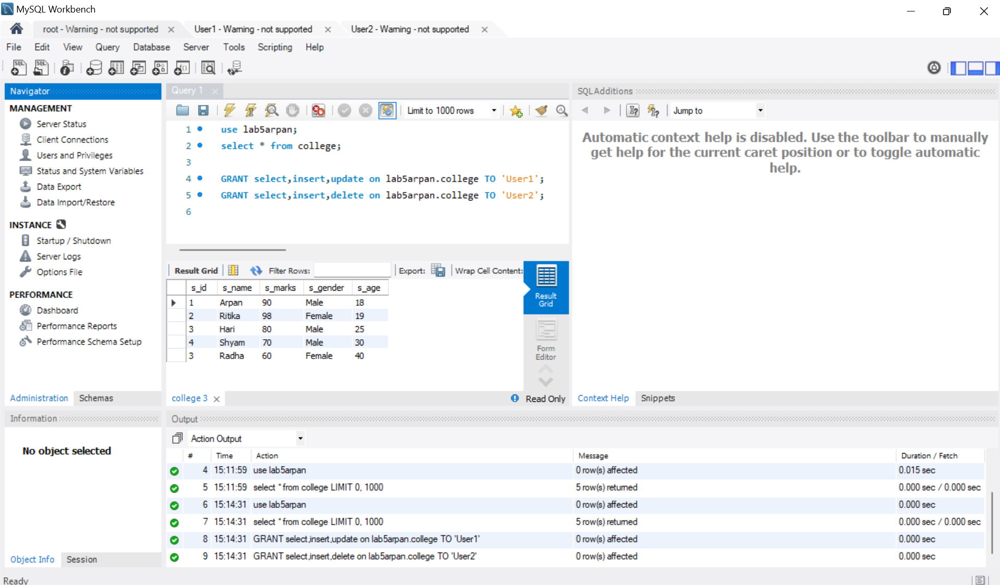 MySQL Workbench
root - Warning - not supported
User1 - Warning - not supported
User2 - Warning - not supported
File Edit View Query Database Server Tools Scripting Help
Navigator
MANAGEMENT
Server Status
Client Connections
Users and Privileges
Status and System Variables
Data Export
Data Import/Restore
INSTANCE
Startup / Shutdown
Server Logs
Options File
PERFORMANCE
Dashboard
Performance Reports
Performance Schema Setup
Administration Schemas
Information
No object selected
Object Info Session
Query 1
Limit to 1000 rows
1 use lab5arpan;
2 select * from college;
3
4 GRANT select,insert,update on lab5arpan.college TO 'User1';
5 GRANT select,insert,delete on lab5arpan.college TO 'User2';
6
Result Grid Filter Rows: Export: Wrap Cell Content:
s_id s_name s_marks s_gender s_age
1 Arpan 90 Male 18
2 Ritika 98 Female 19
3 Hari 80 Male 25
4 Shyam 70 Male 30
3 Radha 60 Female 40
Result
Grid
Form
Editor
college 3
Read Only
SQLAdditions
Jump to
Automatic context help is disabled. Use the toolbar to manually
get help for the current caret position or to toggle automatic
help.
Context Help Snippets
Output
Action Output
# Time Action Message Duration / Fetch
4 15:11:59 use lab5arpan 0 row(s) affected 0.015 sec
5 15:11:59 select * from college LIMIT 0, 1000 5 row(s) returned 0.000 sec / 0.000 sec
6 15:14:31 use lab5arpan 0 row(s) affected 0.000 sec
7 15:14:31 select * from college LIMIT 0, 1000 5 row(s) returned 0.000 sec / 0.000 sec
8 15:14:31 GRANT select,insert,update on lab5arpan.college TO 'User1' 0 row(s) affected 0.000 sec
9 15:14:31 GRANT select,insert,delete on lab5arpan.college TO 'User2' 0 row(s) affected 0.000 sec
Ready